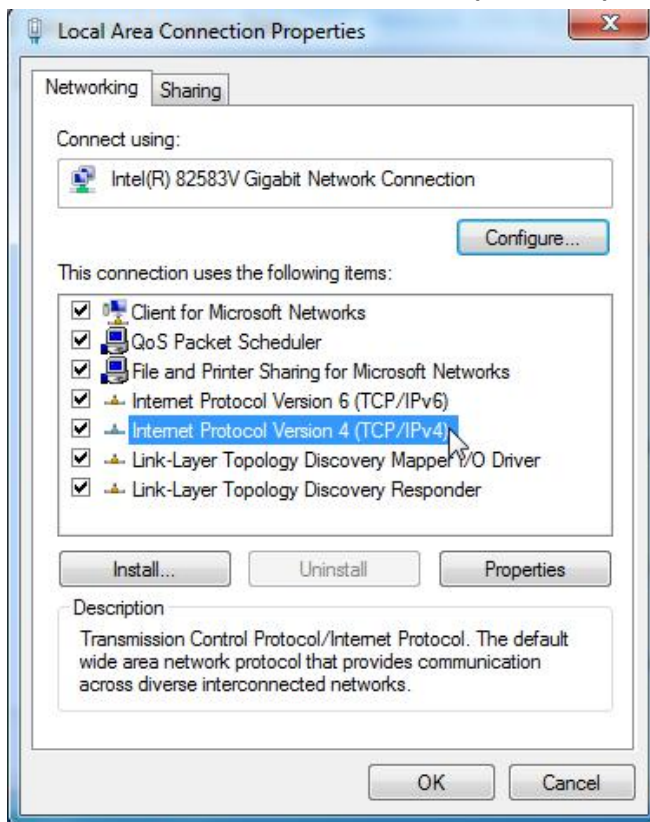 Local Area Connection Properties
Networking
Sharing
Connect using:
Intel(R) 82583V Gigabit Network Connection
Configure...
This connection uses the following items:
Client for Microsoft Networks
QoS Packet Scheduler
File and Printer Sharing for Microsoft Networks
Internet Protocol Version 6 (TCP/IPv6)
Internet Protocol Version 4 (TCP/IPv4)
Link-Layer Topology Discovery Mapper I/O Driver
Link-Layer Topology Discovery Responder
Install...
Uninstall
Properties
Description
Transmission Control Protocol/Internet Protocol. The default
wide area network protocol that provides communication
across diverse interconnected networks.
OK
Cancel